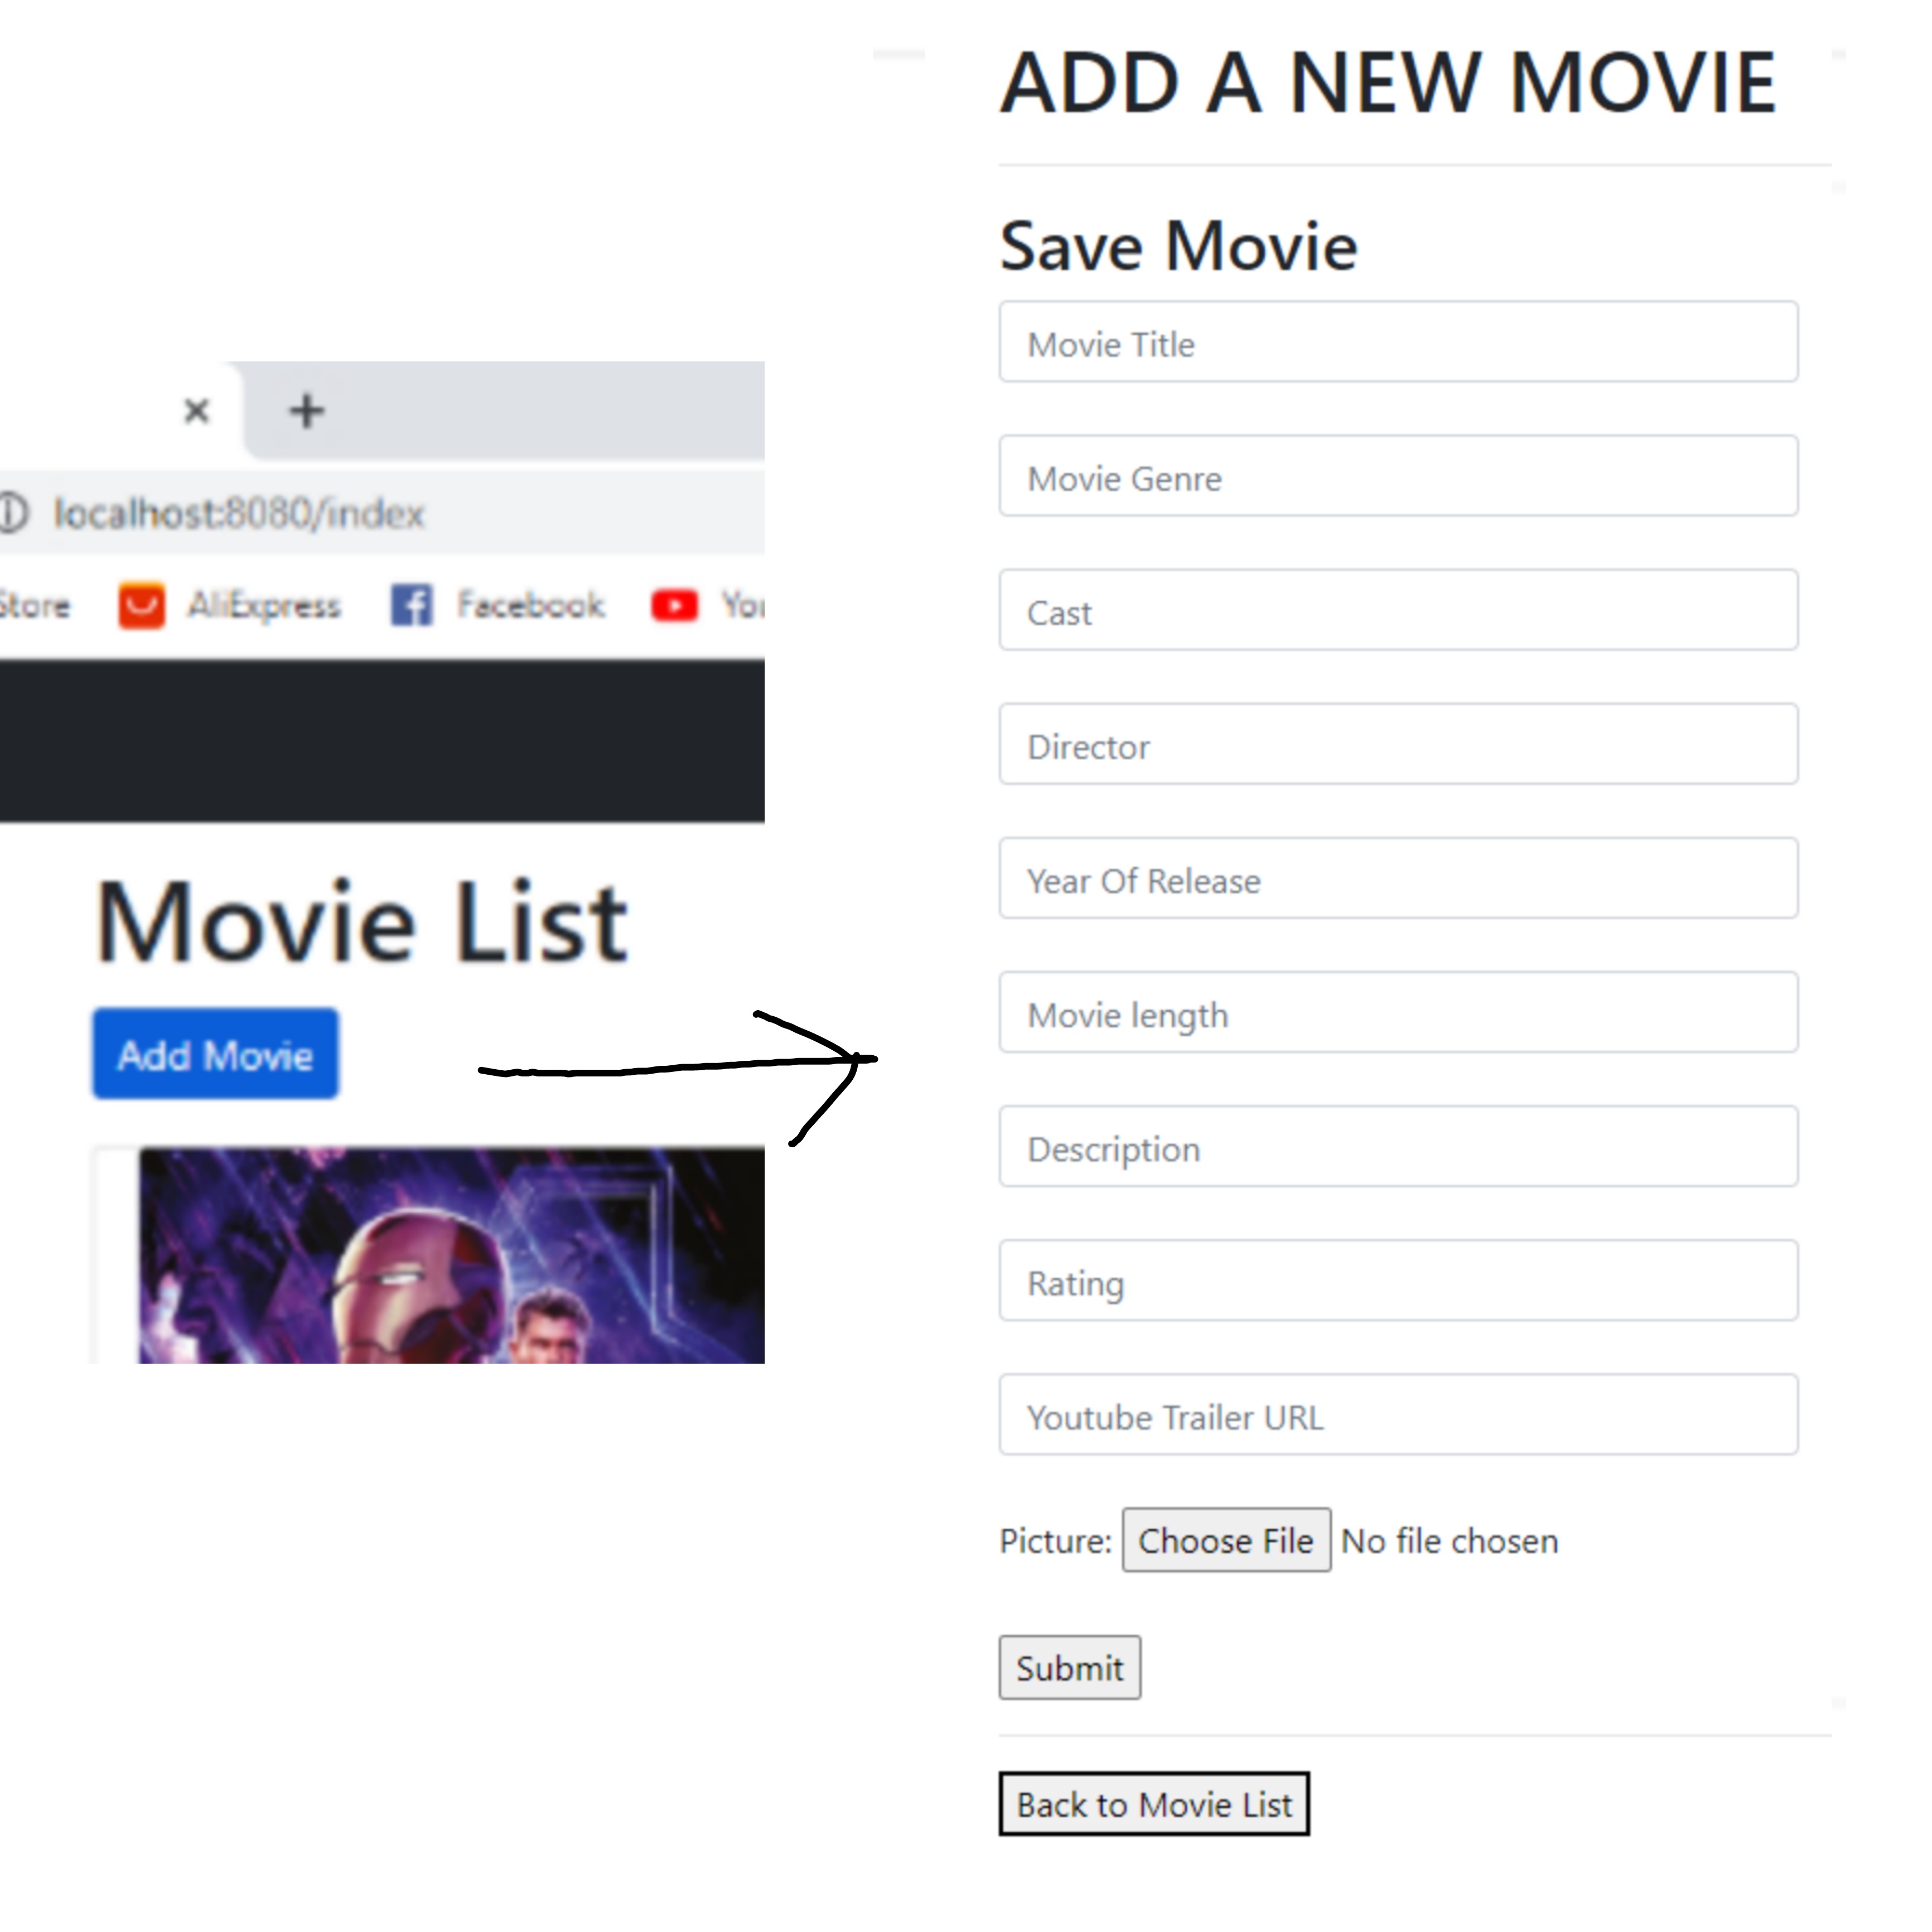 localhost:8080/index
Store AliExpress Facebook
Movie List
Add Movie
ADD A NEW MOVIE
Save Movie
Movie Title
Movie Genre
Cast
Director
Year Of Release
Movie length
Description
Rating
Youtube Trailer URL
Picture: Choose File No file chosen
Submit
Back to Movie List